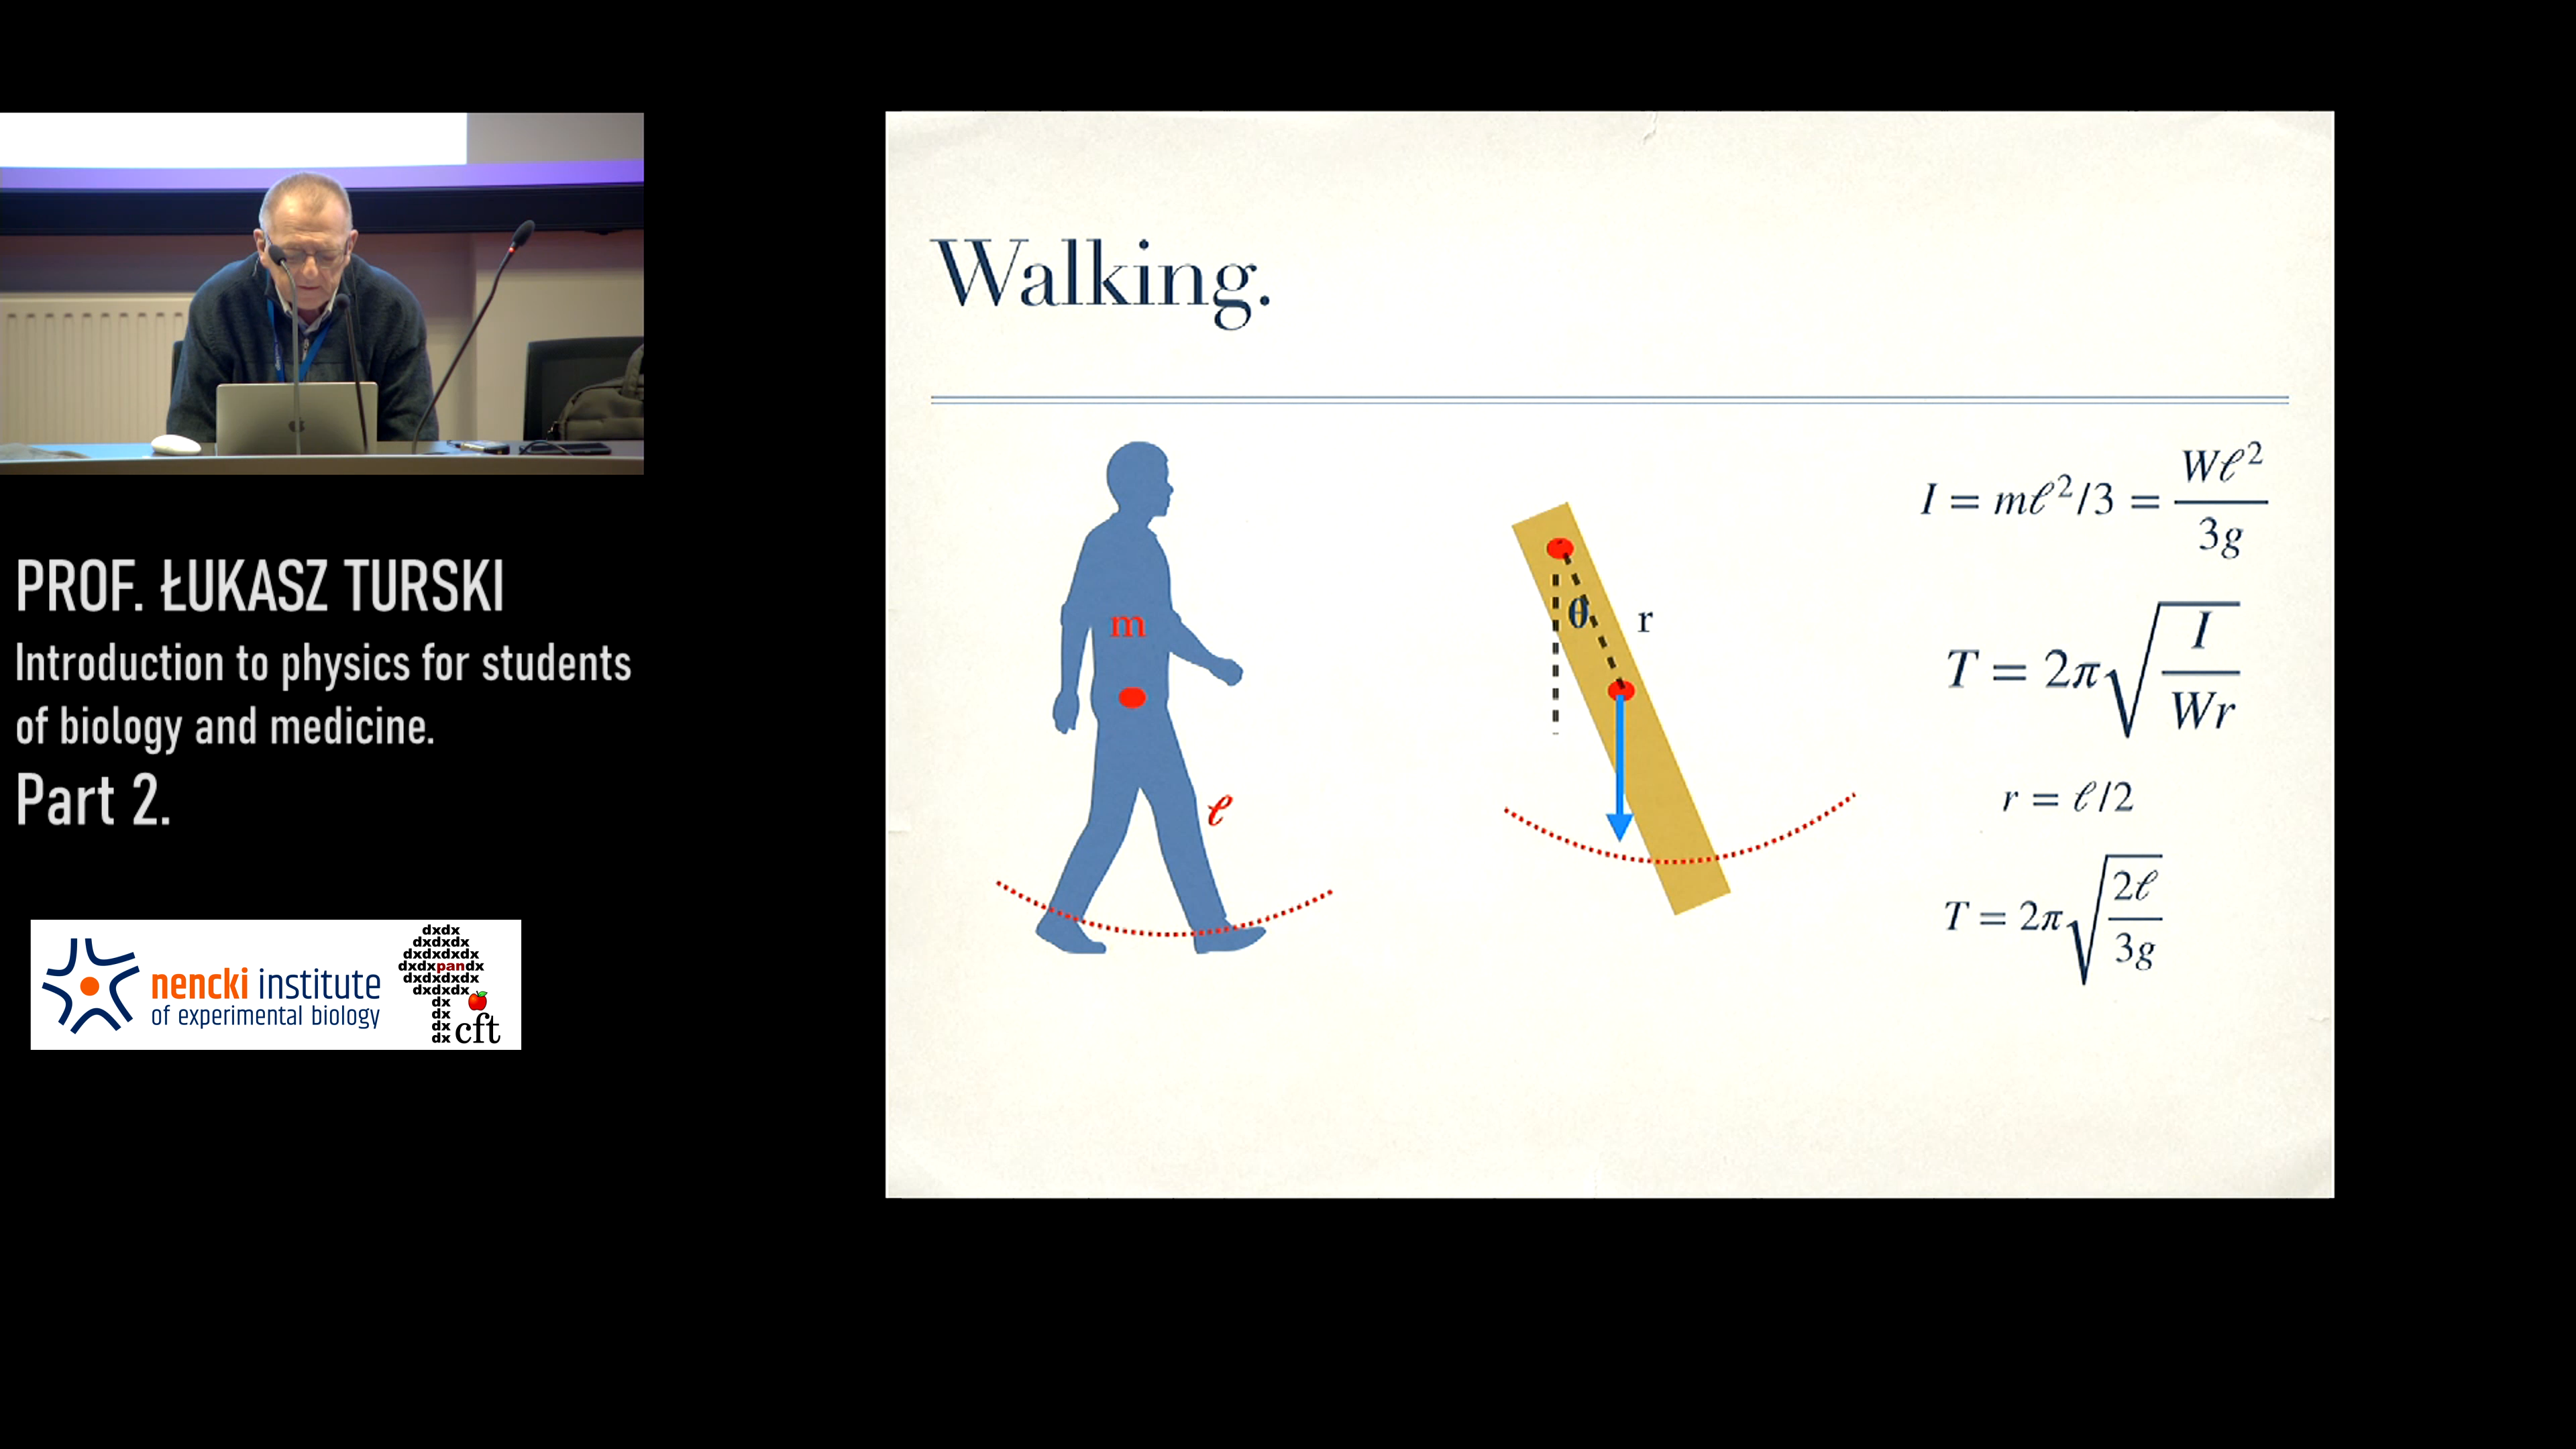 PROF. ŁUKASZ TURSKI
Introduction to physics for students
of biology and medicine.
Part 2.
nencki institute
of experimental biology
dxdx
dxdxdx
dxdxdxdx
dxdxpandx
dxdxdxdx
dxdxdx
dx
dx
dx
dx cft
Walking.
m
ℓ
θ
r
I = mℓ²/3 = Wℓ²/3g
T = 2π√(I/Wr)
r = ℓ/2
T = 2π√(2ℓ/3g)